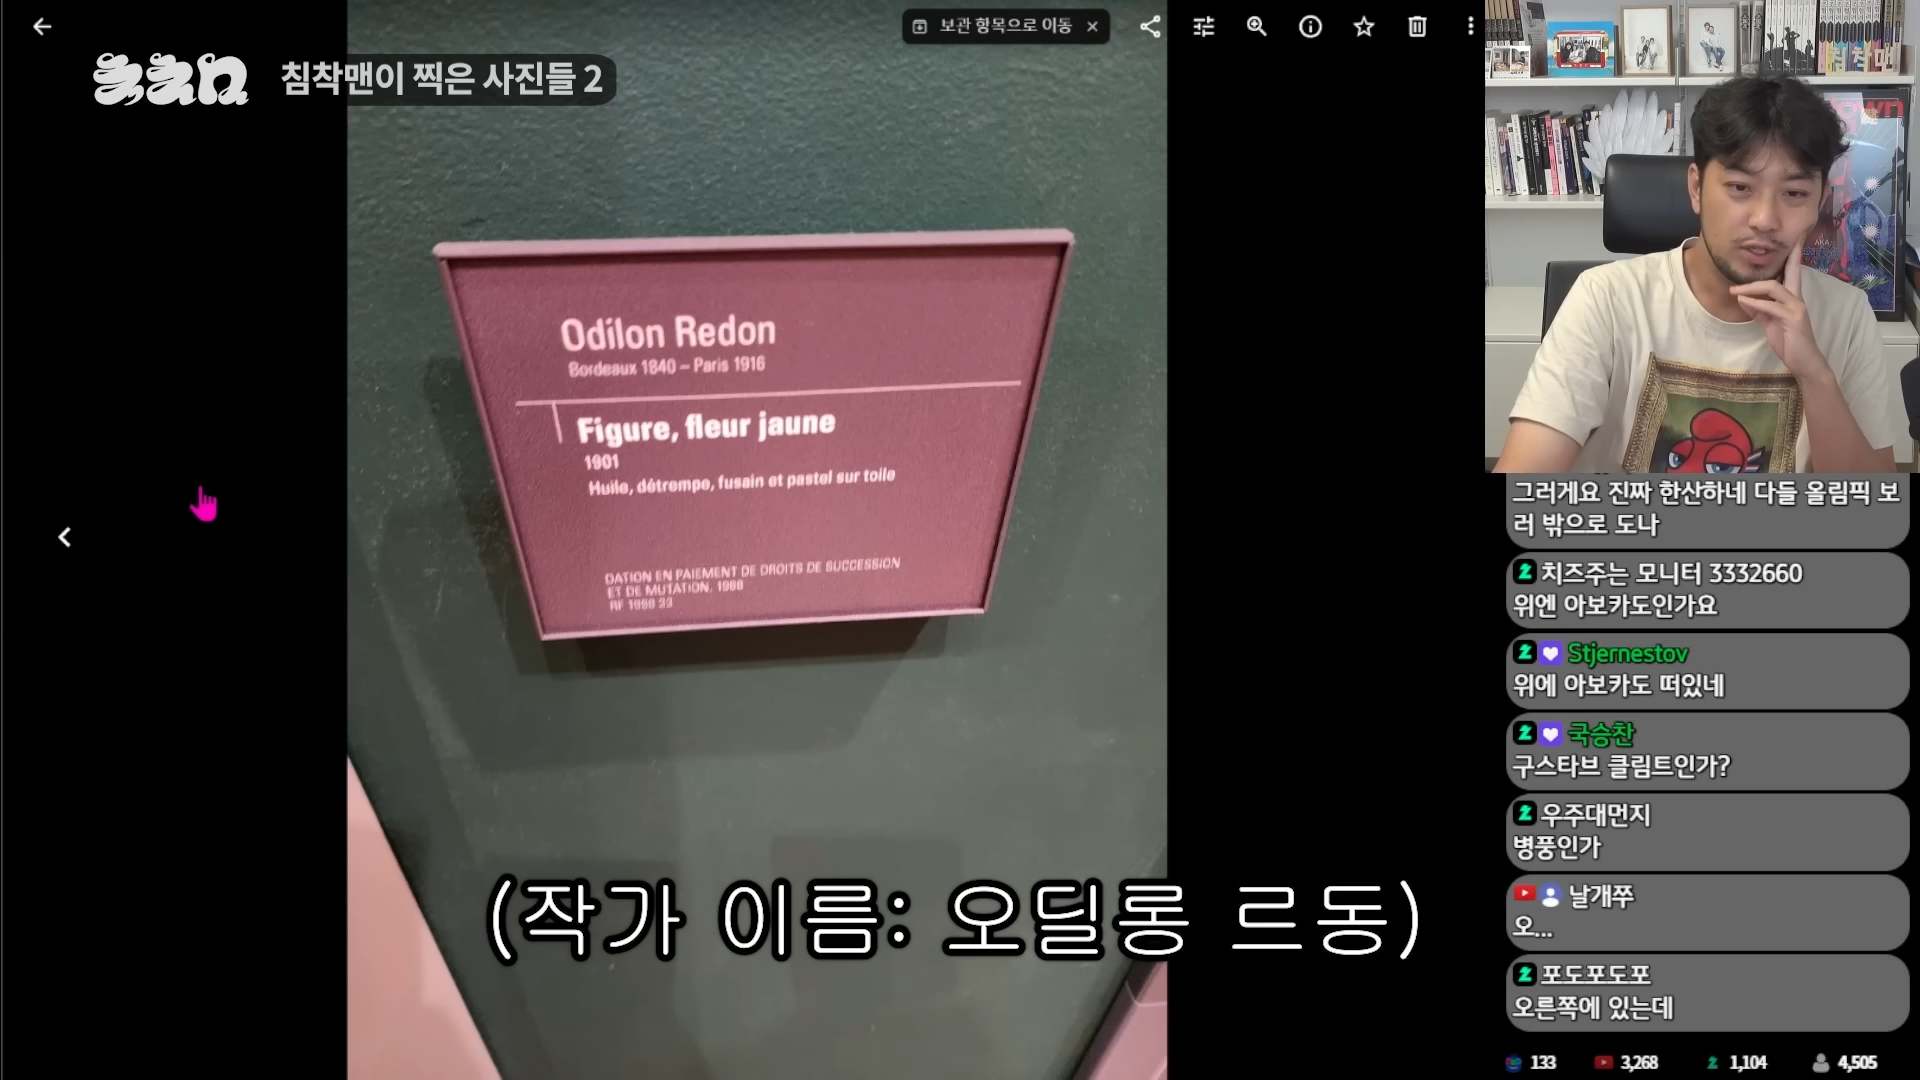 보관 항목으로 이동
침착맨이 찍은 사진들 2
Odilon Redon
Bordeaux 1840 – Paris 1916
Figure, fleur jaune
1901
Huile, détrempe, fusain et pastel sur toile
DATION EN PAIEMENT DE DROITS DE SUCCESSION
ET DE MUTATION, 1988
(작가 이름: 오딜롱 르동)
그러게요 진짜 한산하네 다들 올림픽 보
러 밖으로 도나
치즈주는 모니터 3332660
위엔 아보카도인가요
Stjernestov
위에 아보카도 떠있네
국승찬
구스타브 클림트인가?
우주대먼지
병풍인가
날개쭈
오...
포도포도포
오른쪽에 있는데
133
3,268
1,104
4,505